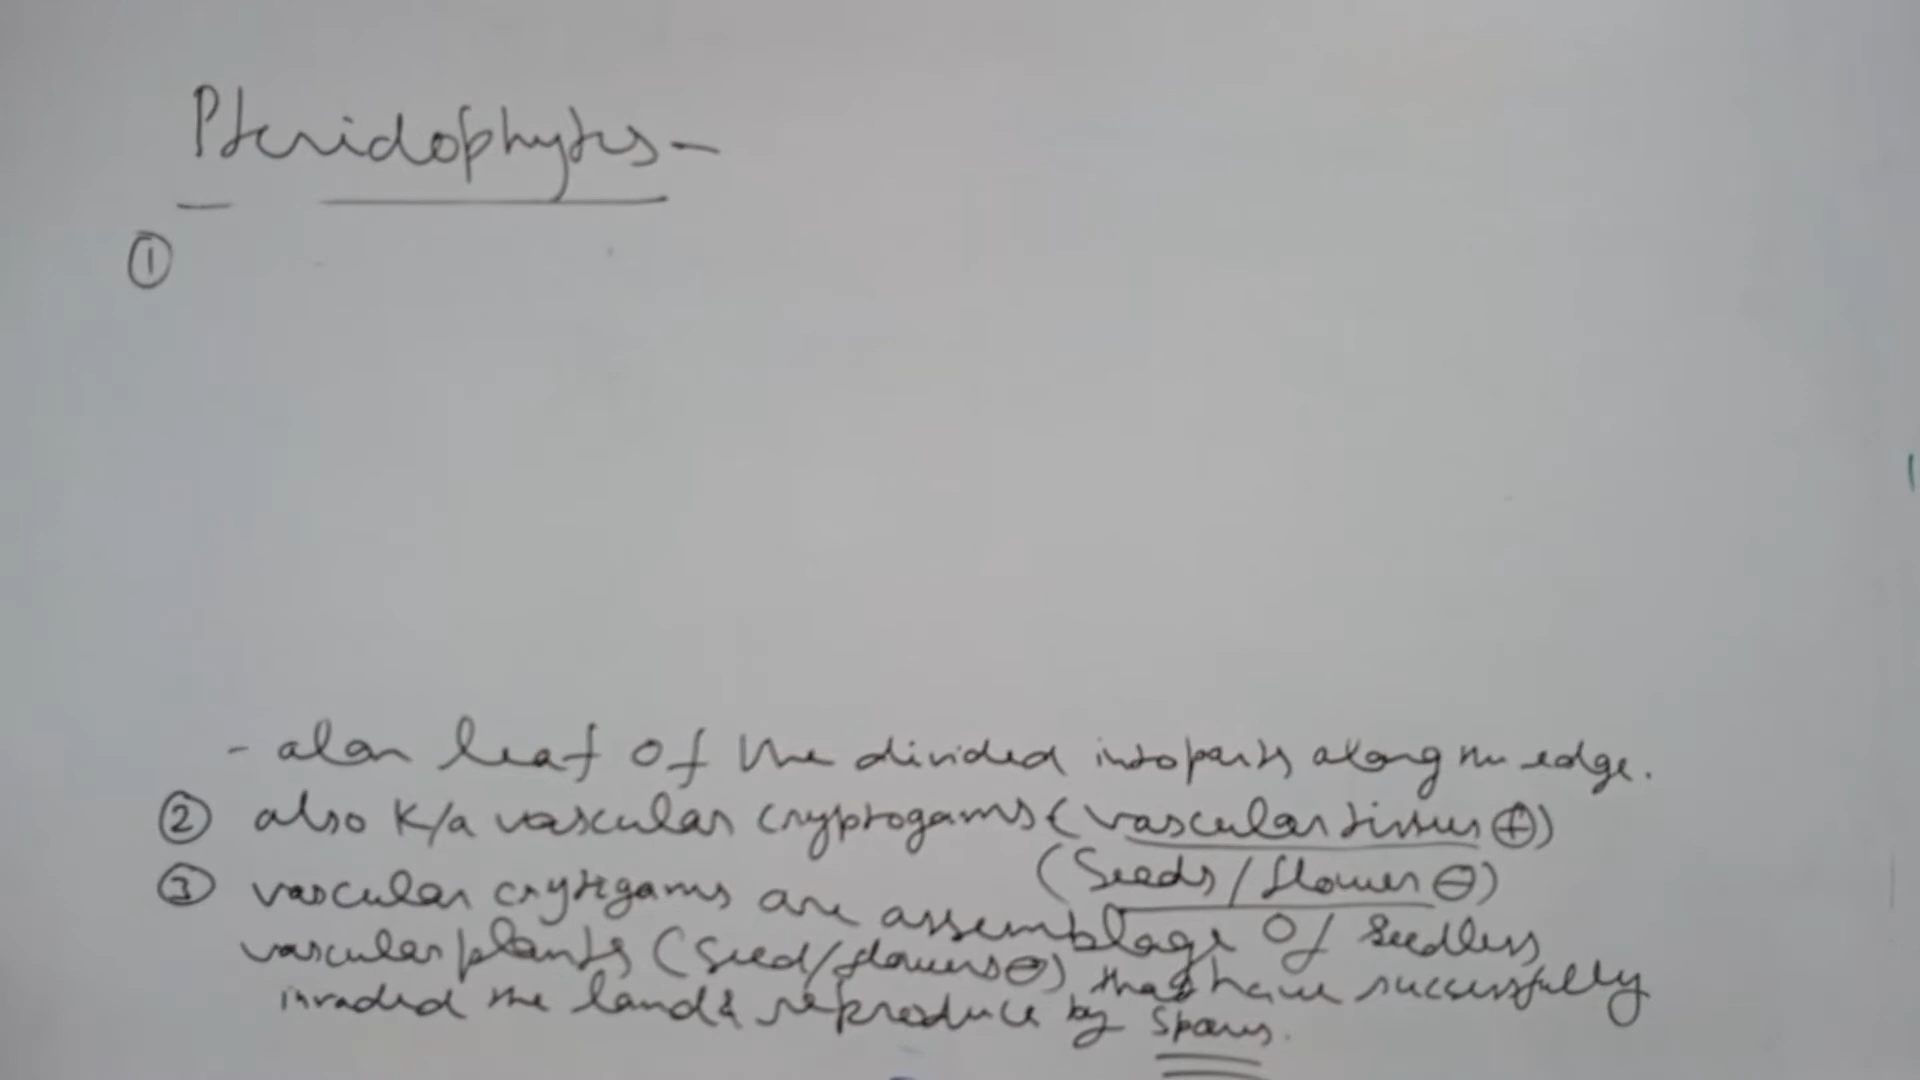 Pteridophytes-
①
- also leaf of the divided into parts along the edge.
② also K/a vascular cryptogams (vascular tissues ⊕)
(Seeds/flower ⊖)
③ vascular cryptogams are assemblage of seedless
vascular plants (seed/flowers ⊖) that have successfully
invaded the land & reproduce by spores.